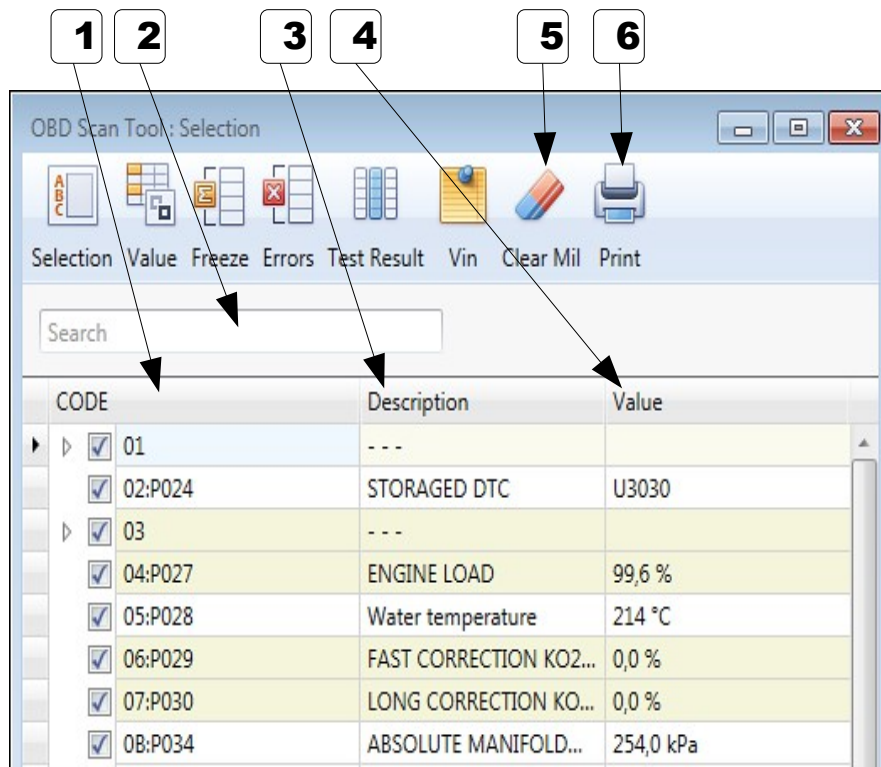 1 2 3 4 5 6
OBD Scan Tool : Selection
A
B
C
Selection Value Freeze Errors Test Result Vin Clear Mil Print
Search
CODE Description Value
01 - - -
02:P024 STORAGED DTC U3030
03 - - -
04:P027 ENGINE LOAD 99,6 %
05:P028 Water temperature 214 °C
06:P029 FAST CORRECTION KO2... 0,0 %
07:P030 LONG CORRECTION KO... 0,0 %
0B:P034 ABSOLUTE MANIFOLD... 254,0 kPa